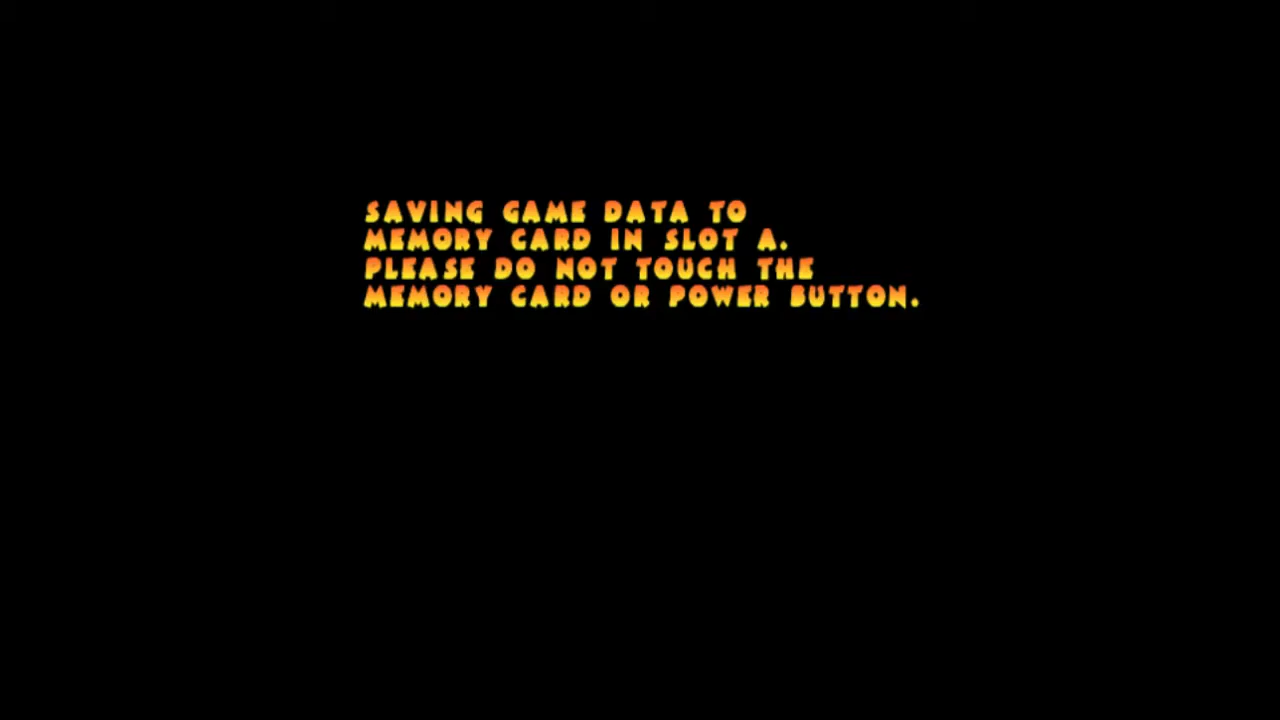 SAVING GAME DATA TO
MEMORY CARD IN SLOT A.
PLEASE DO NOT TOUCH THE
MEMORY CARD OR POWER BUTTON.